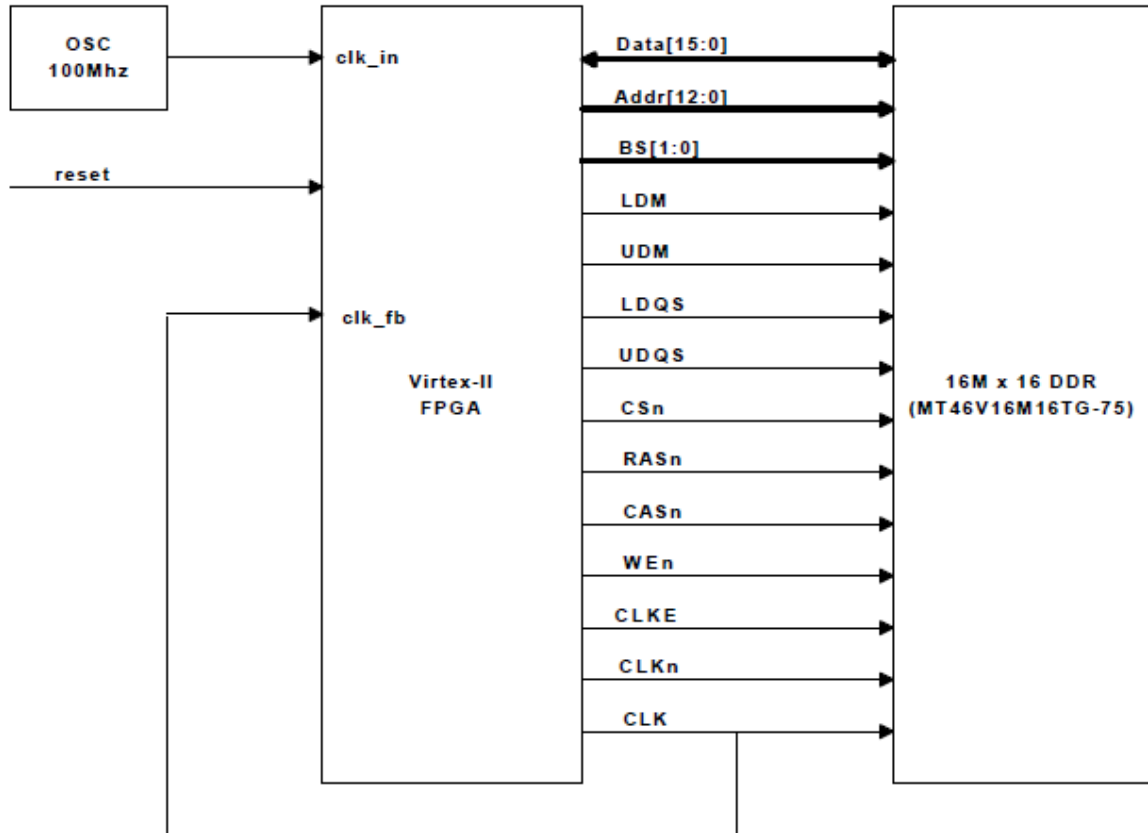 OSC
100Mhz
clk_in
reset
clk_fb
Virtex-II
FPGA
Data[15:0]
Addr[12:0]
BS[1:0]
LDM
UDM
LDQS
UDQS
CSn
RASn
CASn
WEn
CLKE
CLKn
CLK
16M x 16 DDR
(MT46V16M16TG-75)